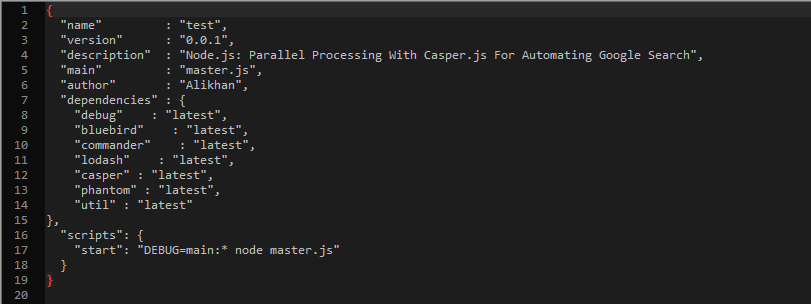 1 {
2   "name"         : "test",
3   "version"      : "0.0.1",
4   "description"  : "Node.js: Parallel Processing With Casper.js For Automating Google Search",
5   "main"         : "master.js",
6   "author"       : "Alikhan",
7   "dependencies" : {
8     "debug"    : "latest",
9     "bluebird"    : "latest",
10     "commander"    : "latest",
11     "lodash"    : "latest",
12     "casper" : "latest",
13     "phantom" : "latest",
14     "util" : "latest"
15 },
16   "scripts": {
17     "start": "DEBUG=main:* node master.js"
18   }
19 }
20